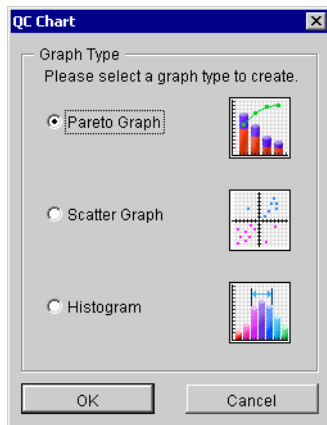 QC Chart
Graph Type
Please select a graph type to create.
Pareto Graph
Scatter Graph
Histogram
OK
Cancel